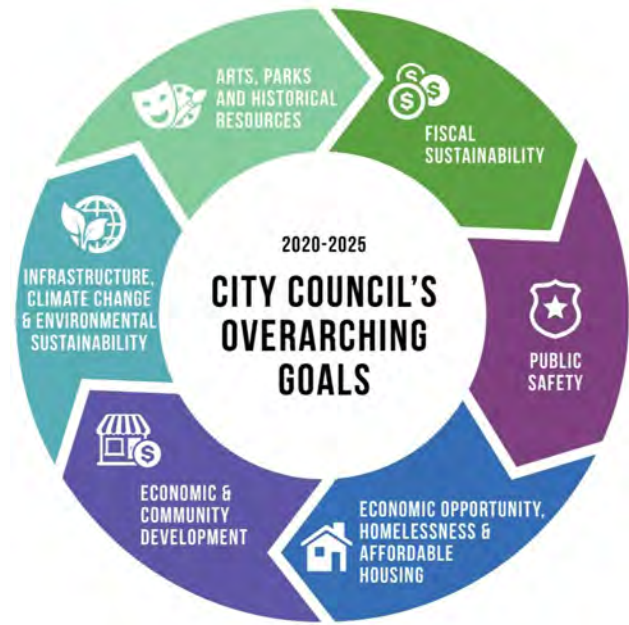 2020-2025
CITY COUNCIL'S
OVERARCHING
GOALS
FISCAL
SUSTAINABILITY
PUBLIC
SAFETY
ECONOMIC OPPORTUNITY,
HOMELESSNESS &
AFFORDABLE
HOUSING
ECONOMIC &
COMMUNITY
DEVELOPMENT
INFRASTRUCTURE,
CLIMATE CHANGE
& ENVIRONMENTAL
SUSTAINABILITY
ARTS, PARKS
AND HISTORICAL
RESOURCES